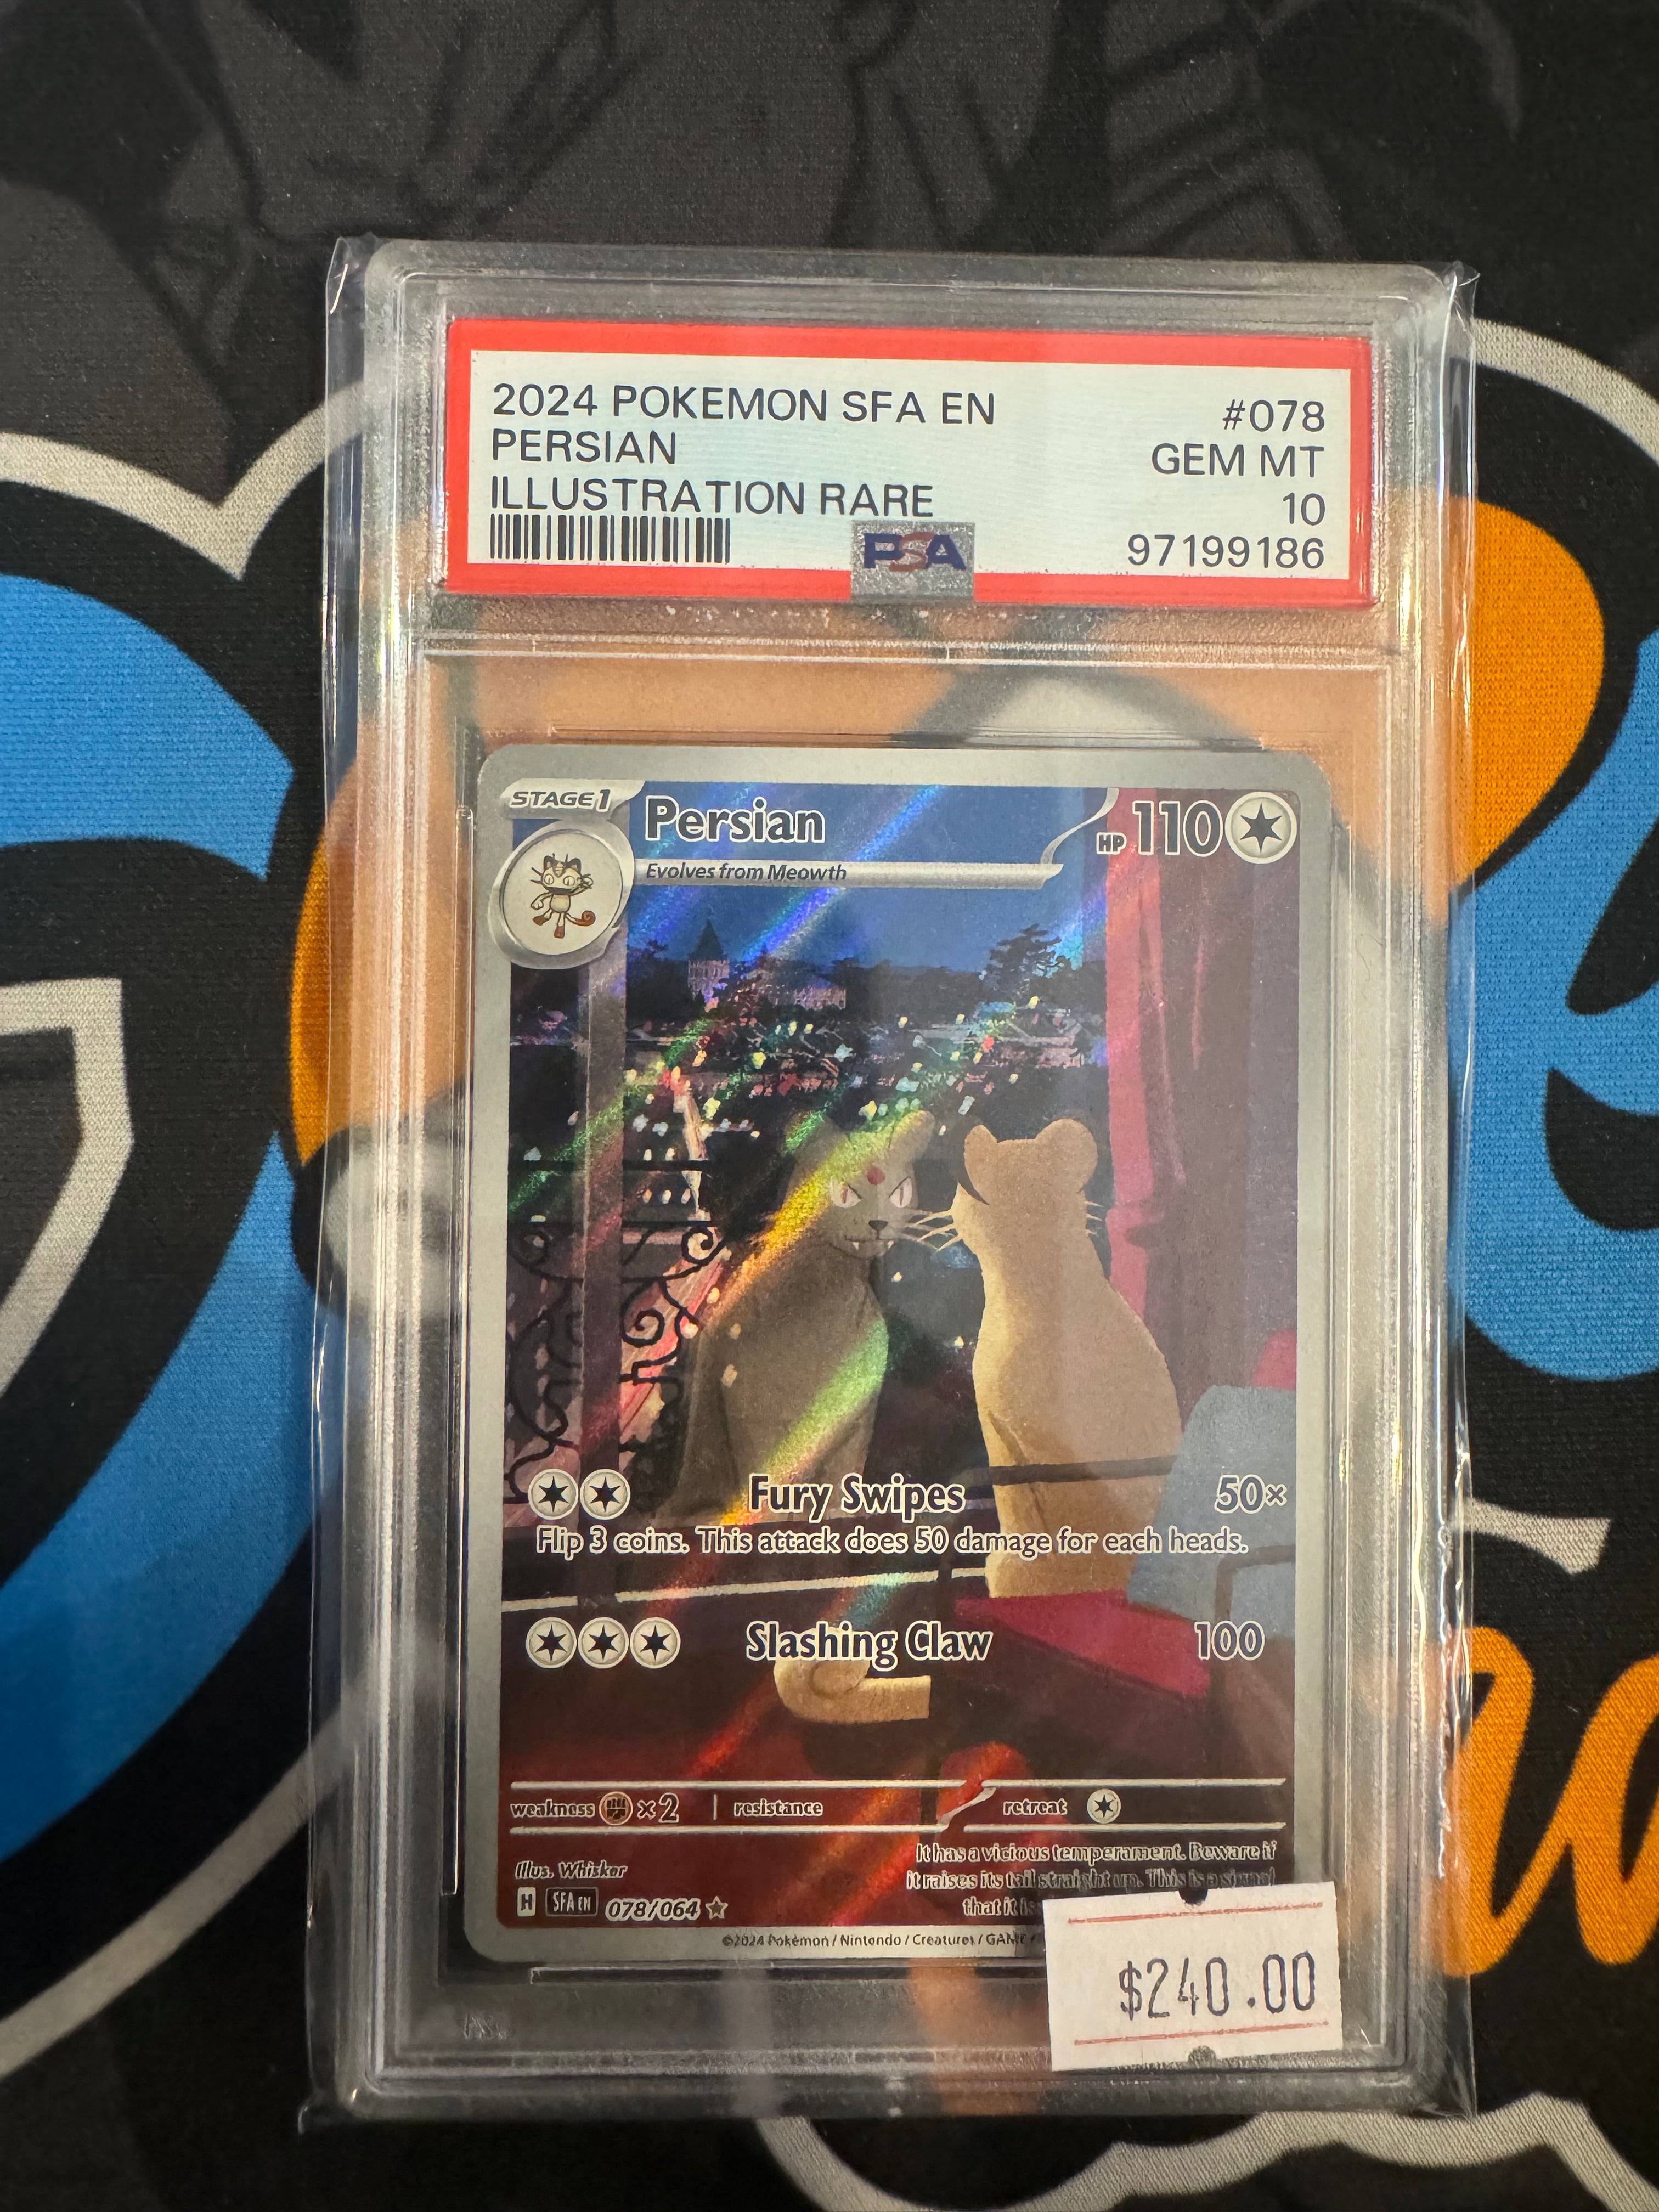 2024 POKEMON SFA EN #078
PERSIAN GEM MT
ILLUSTRATION RARE 10
PSA 97199186
STAGE1 Persian HP 110
Evolves from Meowth
Fury Swipes 50×
Flip 3 coins. This attack does 50 damage for each heads.
Slashing Claw 100
weakness ×2 resistance retreat
It has a vicious temperament. Beware if
Illus. Whisker it raises its tail straight up. This is a signal
H SFA EN 078/064 that it is
©2024 Pokémon / Nintendo / Creatures / GAME
$240.00